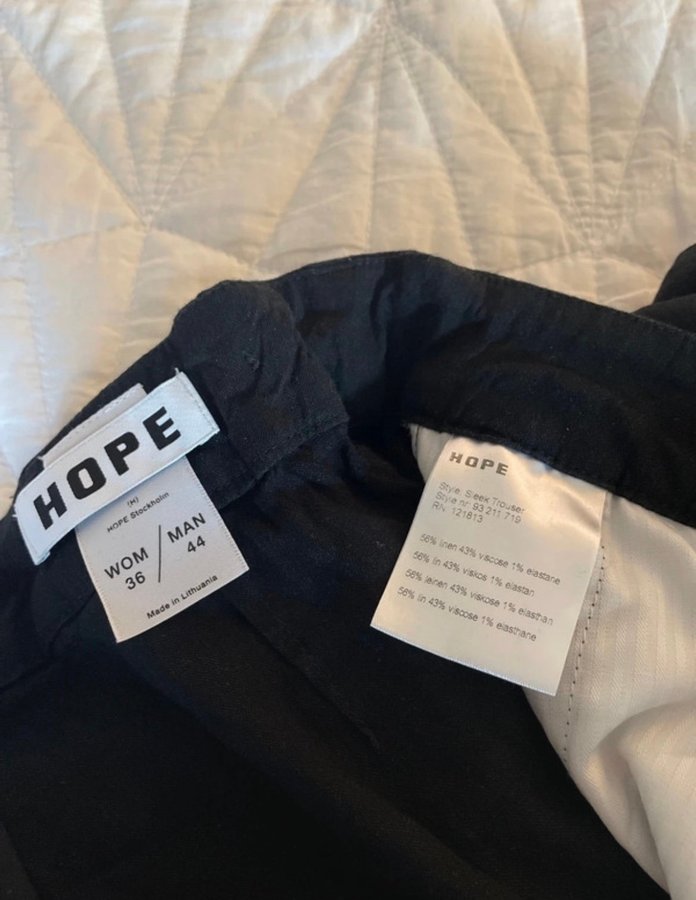 HOPE
(H)
HOPE Stockholm
WOM / MAN
36 44
Made in Lithuania
HOPE
Style: Sleek Trouser
Style nr: 93 211 719
RN: 121813
56% linen 43% viscose 1% elastane
56% lin 43% viskos 1% elastan
56% leinen 43% viskose 1% elasthan
56% lin 43% viscose 1% elasthane